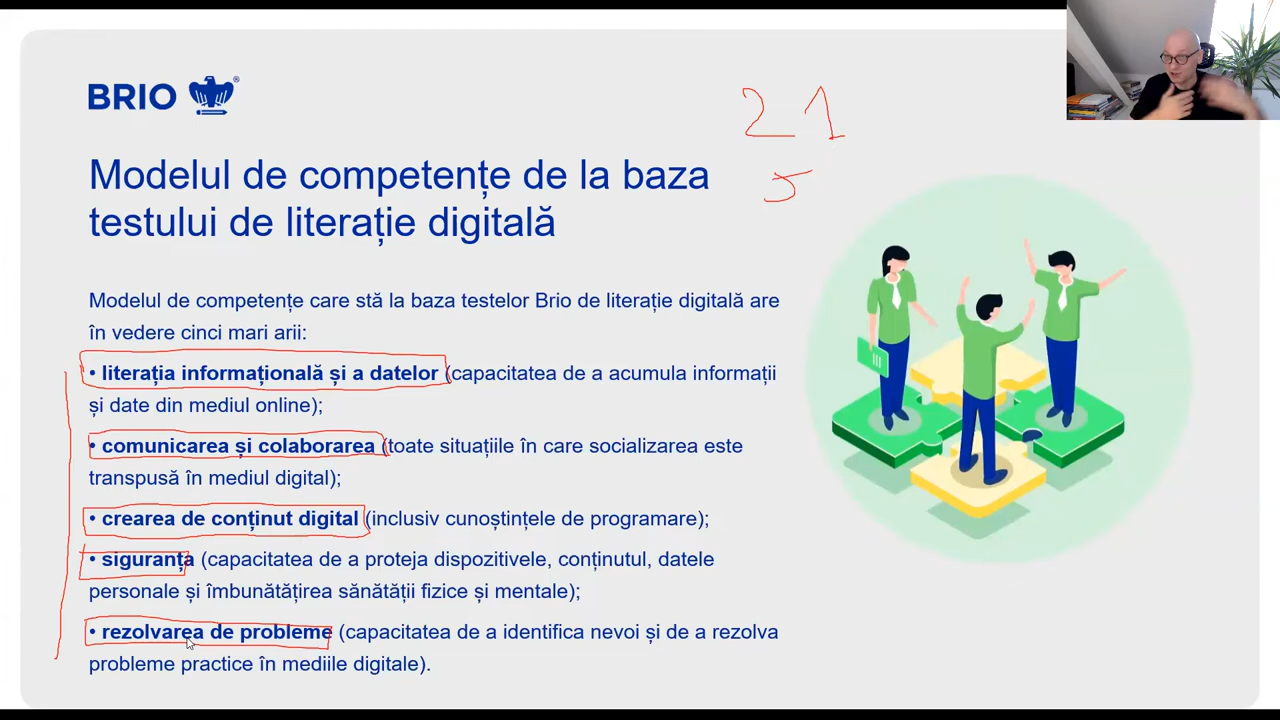 BRIO®
21
5
Modelul de competențe de la baza
testului de literație digitală
Modelul de competențe care stă la baza testelor Brio de literație digitală are
în vedere cinci mari arii:
• literația informațională și a datelor (capacitatea de a acumula informații
și date din mediul online);
• comunicarea și colaborarea (toate situațiile în care socializarea este
transpusă în mediul digital);
• crearea de conținut digital (inclusiv cunoștințele de programare);
• siguranța (capacitatea de a proteja dispozitivele, conținutul, datele
personale și îmbunătățirea sănătății fizice și mentale);
• rezolvarea de probleme (capacitatea de a identifica nevoi și de a rezolva
probleme practice în mediile digitale).